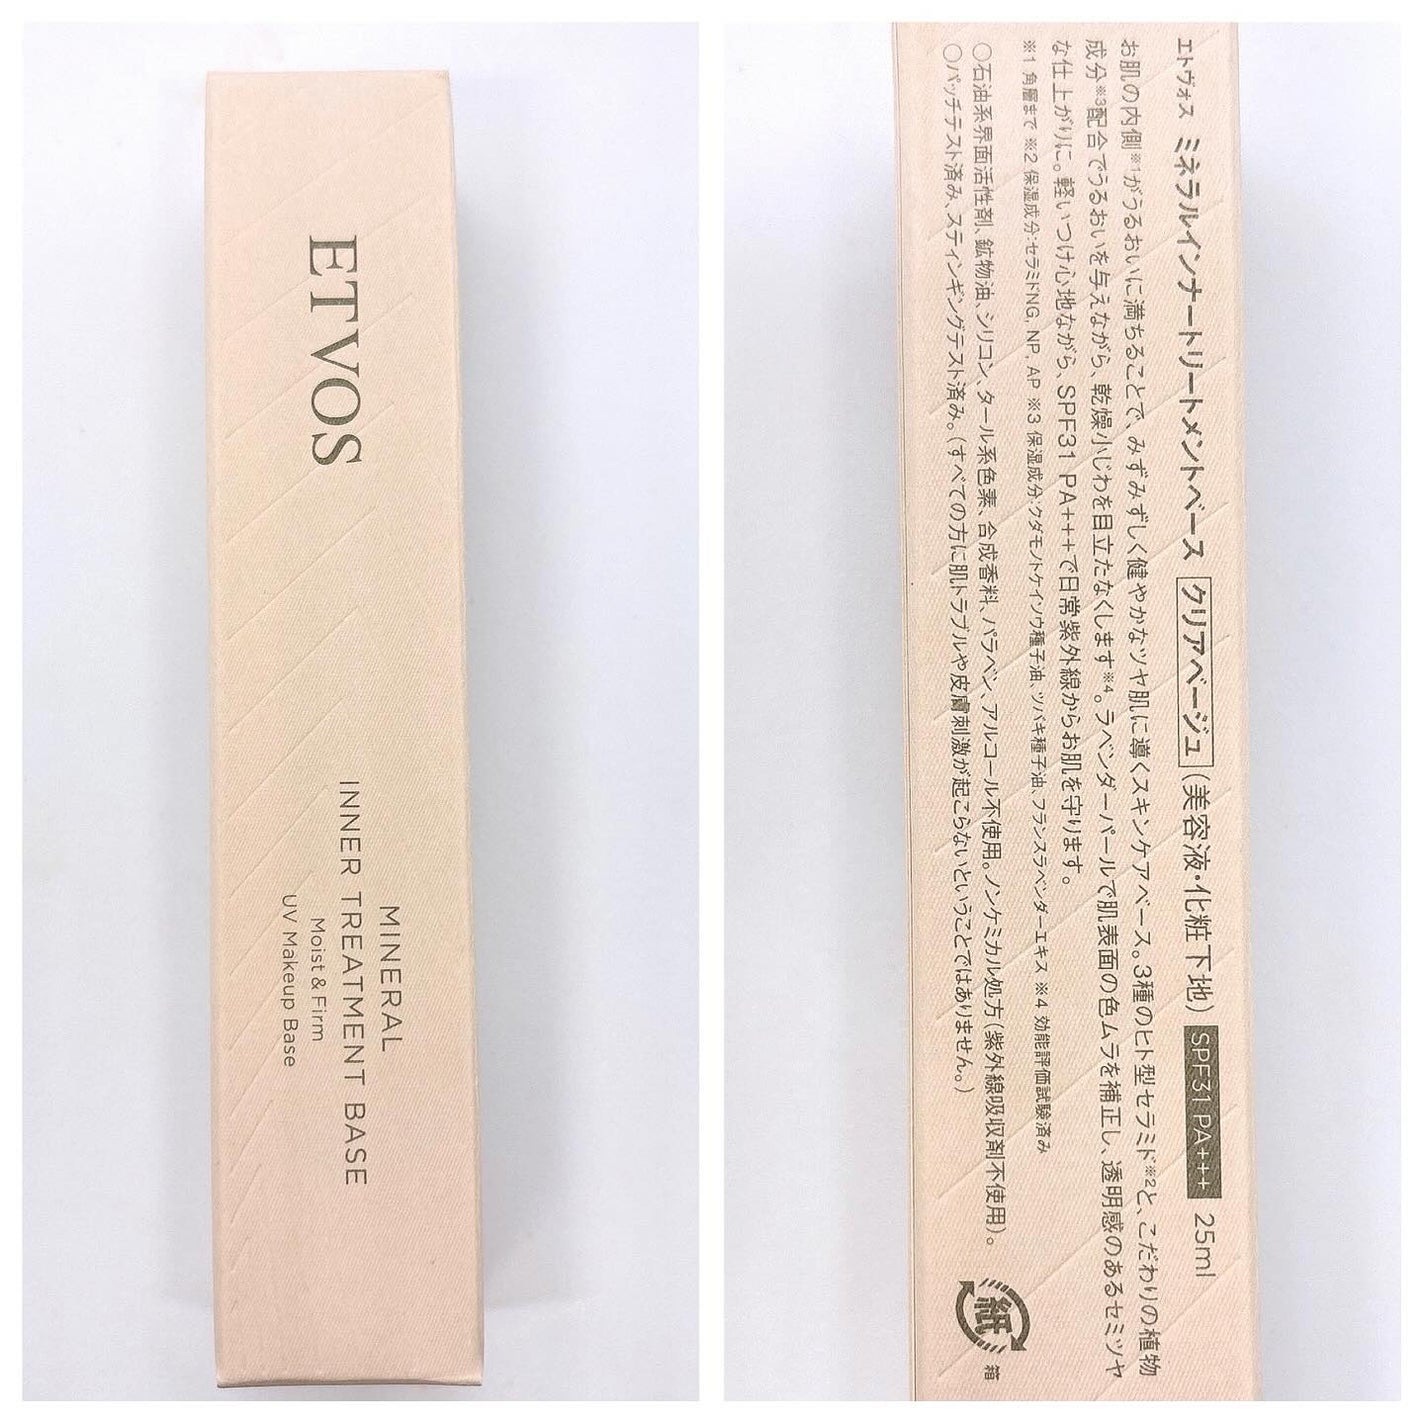 ETVOS
MINERAL
INNER TREATMENT BASE
Moist & Firm
UV Makeup Base
エトヴォス ミネラルインナートリートメントベース クリアベージュ (美容液・化粧下地) SPF31 PA+++ 25ml
お肌の内側※1がうるおいに満ちることで、みずみずしく健やかなツヤ肌に導くスキンケアベース。3種のヒト型セラミド※2と、こだわりの植物
成分※3配合でうるおいを与えながら、乾燥小じわを目立たなくします※4。ラベンダーパールで肌表面の色ムラを補正し、透明感のあるセミツヤ
な仕上がりに。軽いつけ心地ながら、SPF31 PA+++で日常紫外線からお肌を守ります。
※1 角層まで ※2 保湿成分:セラミドNG, NP, AP ※3 保湿成分:クダモノトケイソウ種子油、ツバキ種子油、フランスラベンダーエキス ※4 効能評価試験済み
○石油系界面活性剤、鉱物油、シリコン、タール系色素、合成香料、パラベン、アルコール不使用。ノンケミカル処方(紫外線吸収剤不使用)。
○パッチテスト済み、スティンギングテスト済み。(すべての方に肌トラブルや皮膚刺激が起こらないということではありません。)
紙
箱